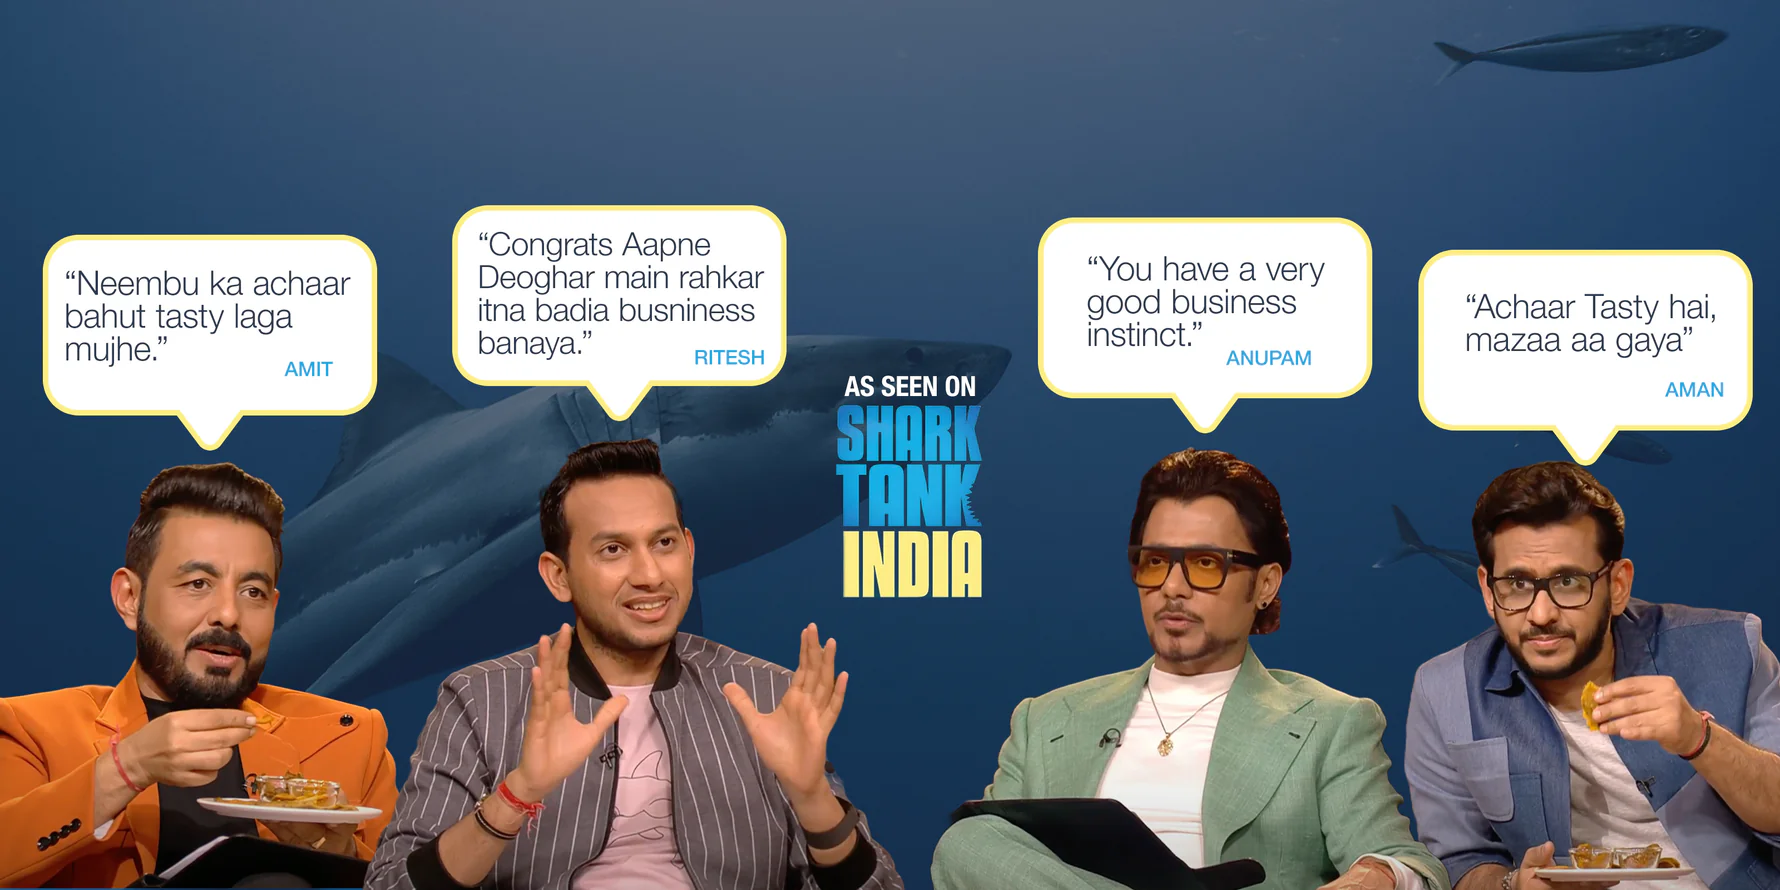 “Neembu ka achaar
bahut tasty laga
mujhe.”
AMIT
“Congrats Aapne
Deoghar main rahkar
itna badia busniness
banaya.”
RITESH
AS SEEN ON
SHARK
TANK
INDIA
“You have a very
good business
instinct.”
ANUPAM
“Achaar Tasty hai,
mazaa aa gaya”
AMAN